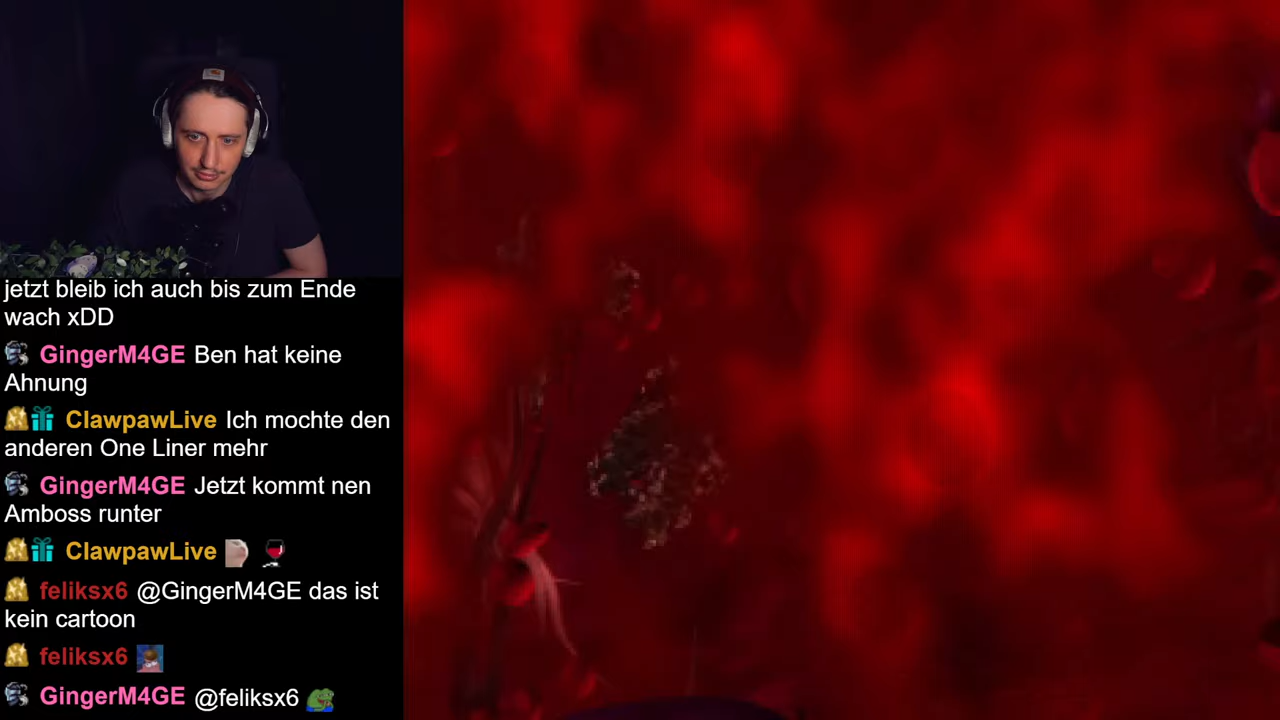 jetzt bleib ich auch bis zum Ende
wach xDD
GingerM4GE Ben hat keine
Ahnung
ClawpawLive Ich mochte den
anderen One Liner mehr
GingerM4GE Jetzt kommt nen
Amboss runter
ClawpawLive
feliksx6 @GingerM4GE das ist
kein cartoon
feliksx6
GingerM4GE @feliksx6